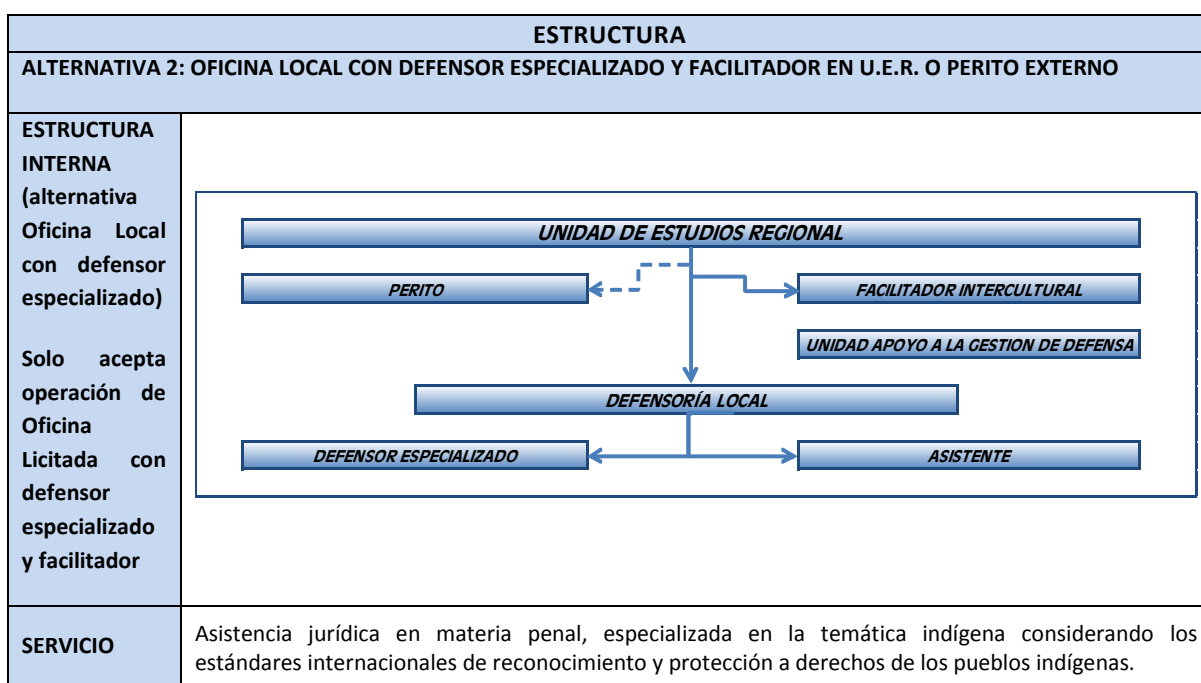 ESTRUCTURA
ALTERNATIVA 2: OFICINA LOCAL CON DEFENSOR ESPECIALIZADO Y FACILITADOR EN U.E.R. O PERITO EXTERNO
ESTRUCTURA
INTERNA
(alternativa
Oficina Local
con defensor
especializado)
Solo acepta
operación de
Oficina
Licitada con
defensor
especializado
y facilitador
UNIDAD DE ESTUDIOS REGIONAL
PERITO
FACILITADOR INTERCULTURAL
UNIDAD APOYO A LA GESTION DE DEFENSA
DEFENSORÍA LOCAL
DEFENSOR ESPECIALIZADO
ASISTENTE
SERVICIO
Asistencia jurídica en materia penal, especializada en la temática indígena considerando los
estándares internacionales de reconocimiento y protección a derechos de los pueblos indígenas.